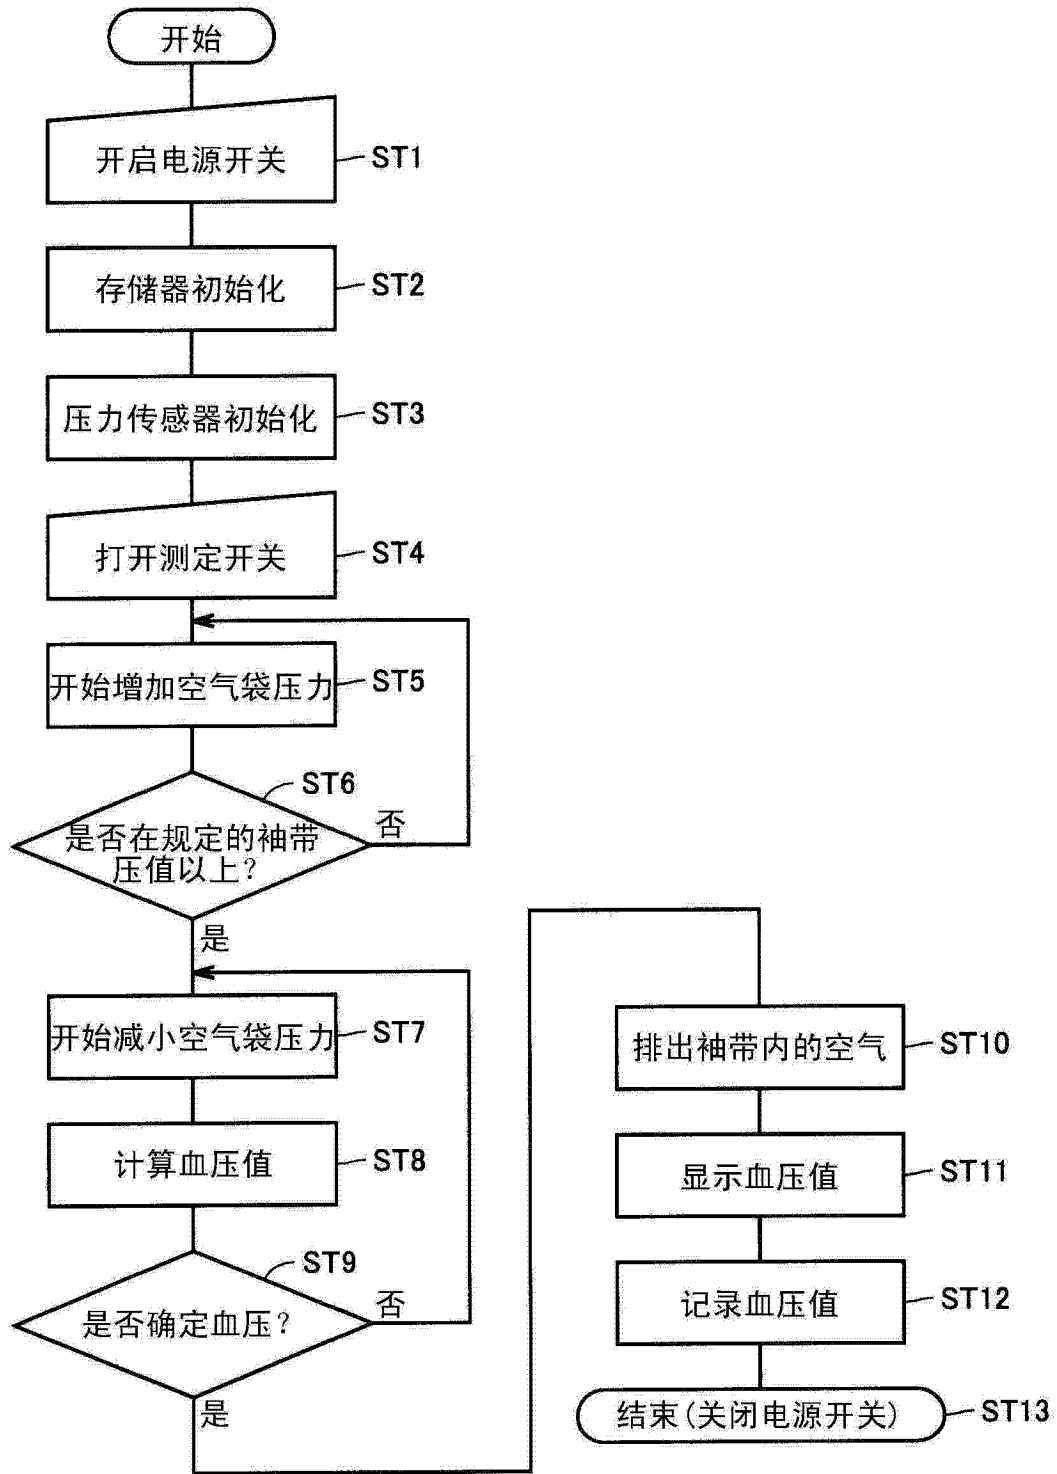 开始
开启电源开关
ST1
存储器初始化
ST2
压力传感器初始化
ST3
打开测定开关
ST4
开始增加空气袋压力
ST5
ST6
是否在规定的袖带
压值以上?
否
是
开始减小空气袋压力
ST7
计算血压值
ST8
ST9
是否确定血压?
否
是
排出袖带内的空气
ST10
显示血压值
ST11
记录血压值
ST12
结束(关闭电源开关)
ST13